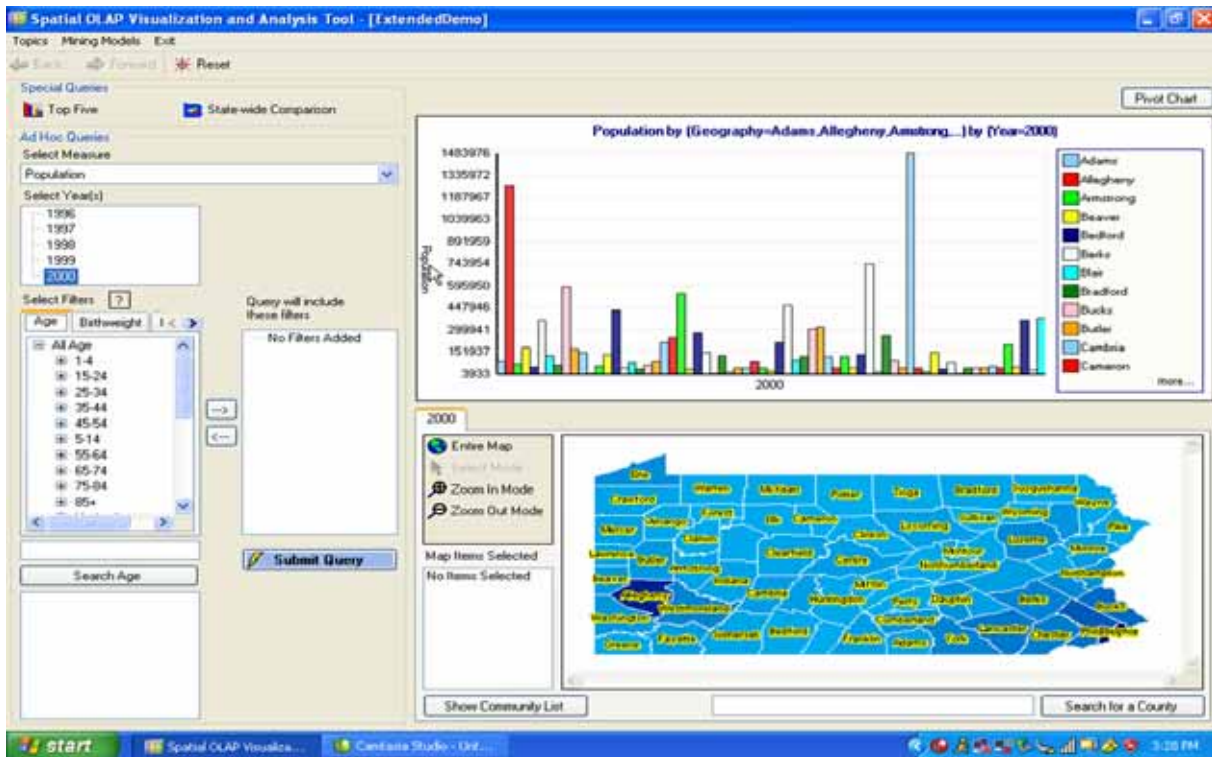 Spatial OLAP Visualization and Analysis Tool - [ExtendedDemo]
Topics Mining Models Exit
Back Forward Reset
Special Queries
Top Five State-wide Comparison
Ad Hoc Queries
Select Measure
Population
Select Year(s)
1996
1997
1998
1999
2000
Select Filters ?
Age Birthweight
All Age
1-4
15-24
25-34
35-44
45-54
5-14
55-64
65-74
75-84
85+
Search Age
Query will include
these filters
No Filters Added
-->
<--
Submit Query
Pivot Chart
Population by (Geography=Adams,Allegheny,Armstrong,...) by (Year=2000)
1483976
1335972
1187967
1039963
891959
743954
595950
447946
299941
151937
3933
Population
2000
Adams
Allegheny
Armstrong
Beaver
Bedford
Berks
Blair
Bradford
Bucks
Butler
Cambria
Cameron
more...
2000
Entire Map
Select Mode
Zoom In Mode
Zoom Out Mode
Map Items Selected
No Items Selected
Erie
Crawford
Warren
McKean
Potter
Tioga
Bradford
Susquehanna
Wayne
Mercer
Venango
Forest
Elk
Cameron
Clinton
Lycoming
Sullivan
Wyoming
Pike
Lawrence
Butler
Clarion
Clearfield
Centre
Montour
Luzerne
Monroe
Beaver
Armstrong
Indiana
Cambria
Mifflin
Northumberland
Northampton
Allegheny
Westmoreland
Huntingdon
Perry
Dauphin
Berks
Bucks
Washington
Cumberland
Greene
Fayette
Somerset
Bedford
Franklin
Adams
York
Lancaster
Chester
Philadelphia
Show Community List
Search for a County
start
Spatial OLAP Visualiza...
Camtasia Studio - Unt...
3:28 PM